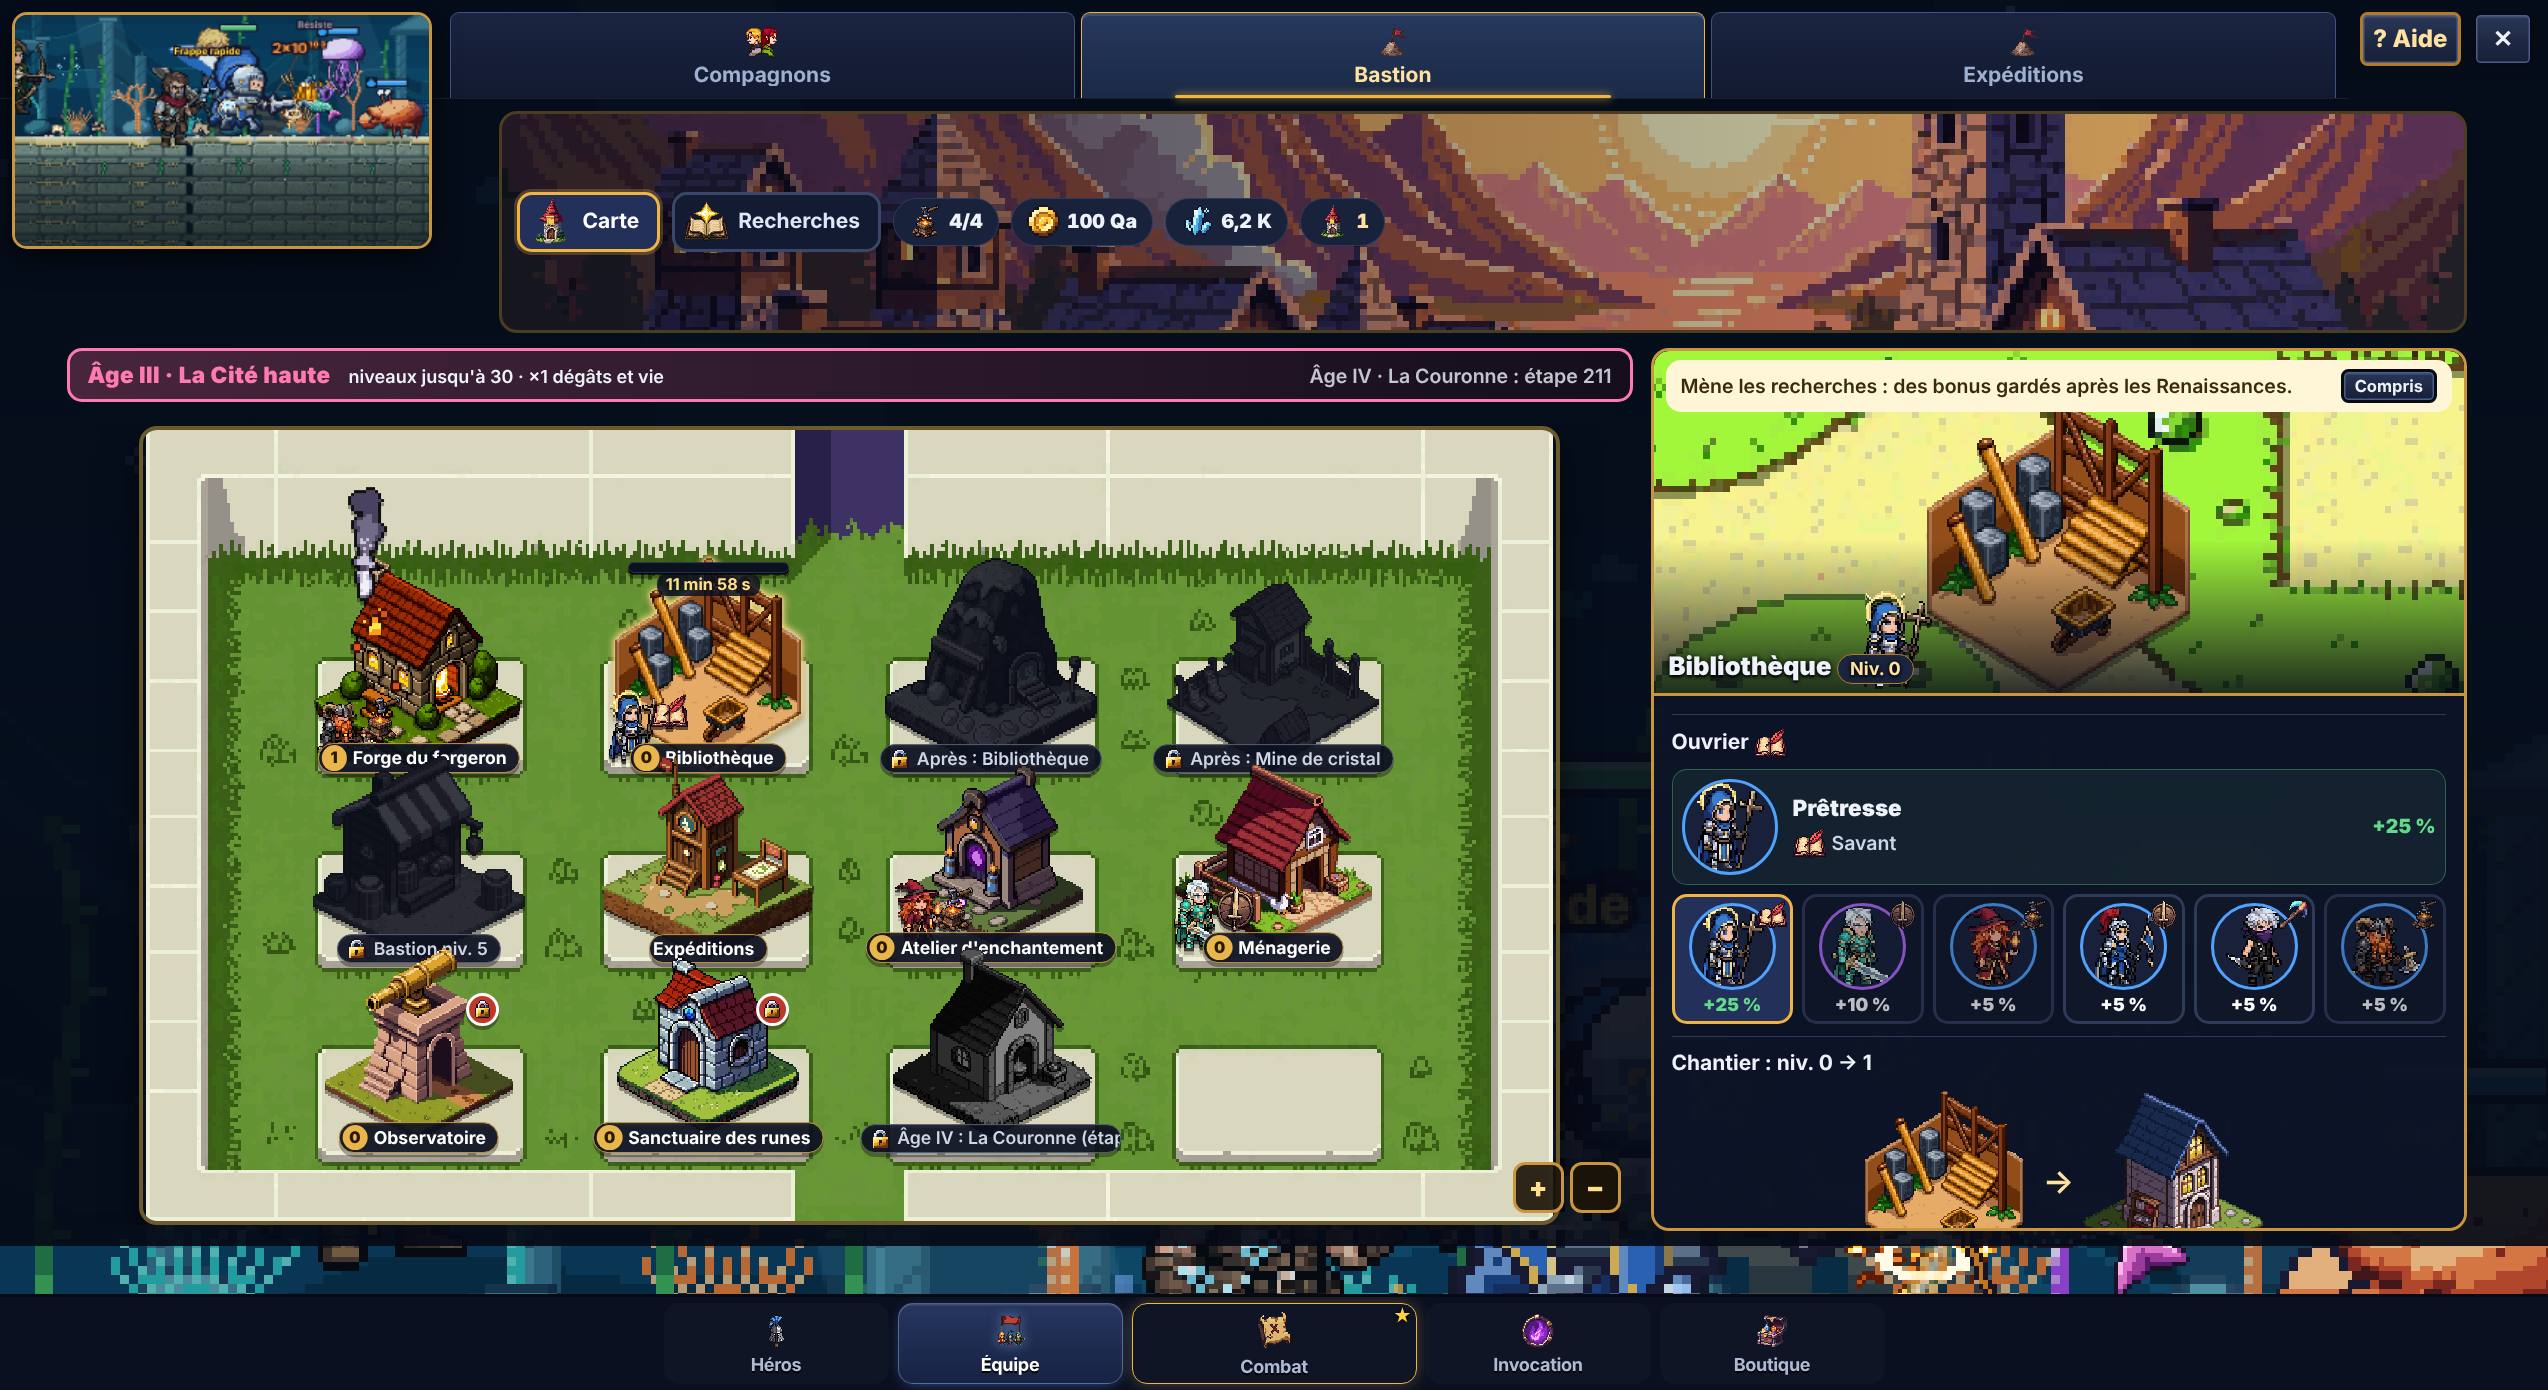 Résiste
Frappe rapide
2×10
Compagnons
Bastion
Expéditions
? Aide
×
Carte
Recherches
4/4
100 Qa
6,2 K
1
Âge III · La Cité haute
niveaux jusqu'à 30 · ×1 dégâts et vie
Âge IV · La Couronne : étape 211
Mène les recherches : des bonus gardés après les Renaissances.
Compris
11 min 58 s
1 Forge du forgeron
0 Bibliothèque
Après : Bibliothèque
Après : Mine de cristal
Bastion niv. 5
Expéditions
0 Atelier d'enchantement
0 Ménagerie
0 Observatoire
0 Sanctuaire des runes
Âge IV : La Couronne (étap
+
−
Bibliothèque
Niv. 0
Ouvrier
Prêtresse
Savant
+25 %
+25 %
+10 %
+5 %
+5 %
+5 %
+5 %
Chantier : niv. 0 → 1
→
Héros
Équipe
Combat
Invocation
Boutique